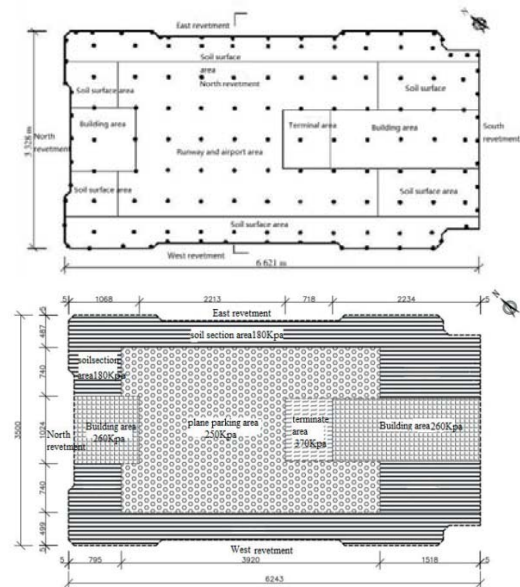 East revetment
Soil surface
area
North revetment
Soil surface area
Soil surface
Building area
Terminal area
Building area
North
revetment
South
revetment
Runway and airport area
Soil surface area
Soil surface area
Soil surface area
West revetment
3 328 m
6 621 m
N
5
1068
2213
718
2234
5
East revetment
soil section area180Kpa
soilsection
area180Kpa
Building area
260Kpa
plane parking area
250Kpa
terminate
area
370Kpa
Building area260Kpa
North
revetment
487
740
1024
740
499
3500
West revetment
5
795
3920
1518
5
6243